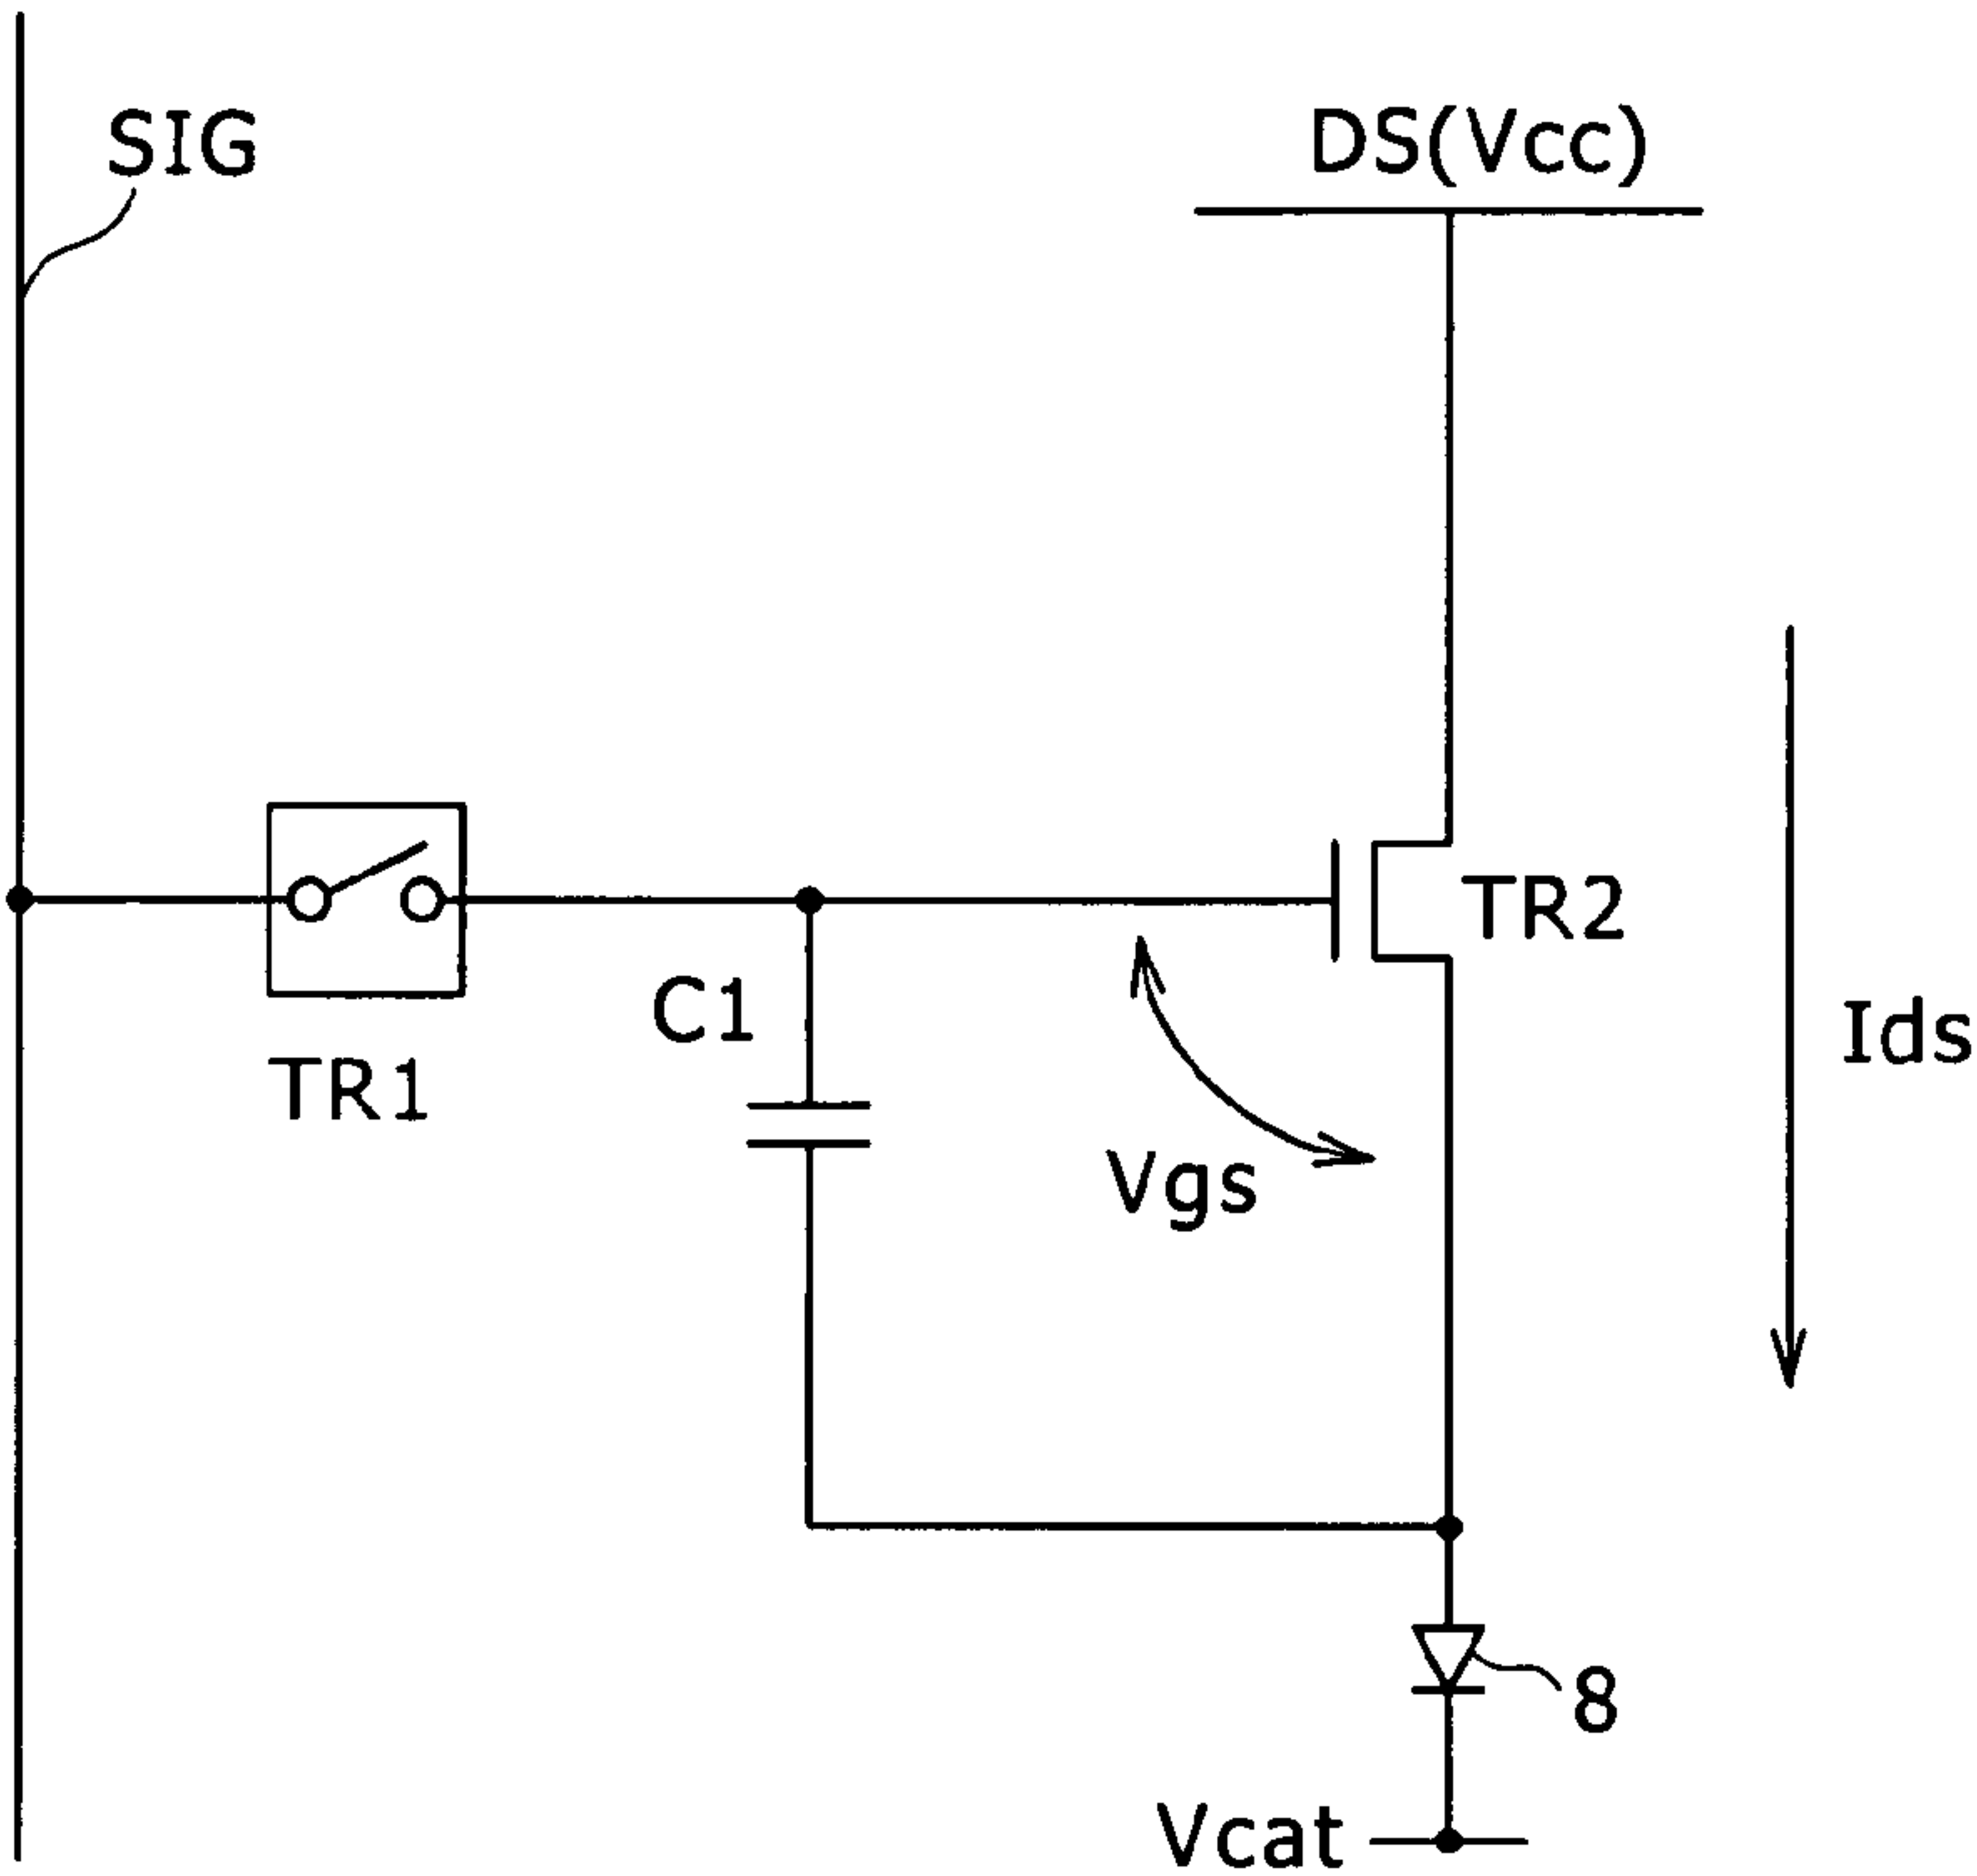 SIG
DS(Vcc)
TR2
C1
Ids
TR1
Vgs
8
Vcat